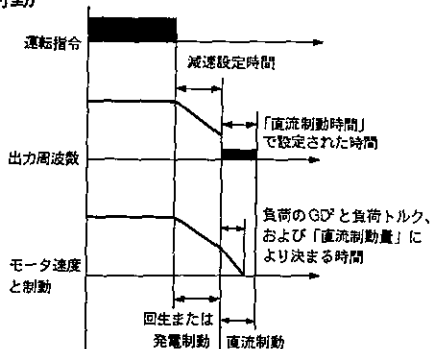 運転指令
減速設定時間
「直流制動時間」
で設定された時間
出力周波数
負荷のGD²と負荷トルク、
および「直流制動量」に
より決まる時間
モータ速度
と制動
回生または
発電制動
直流制動